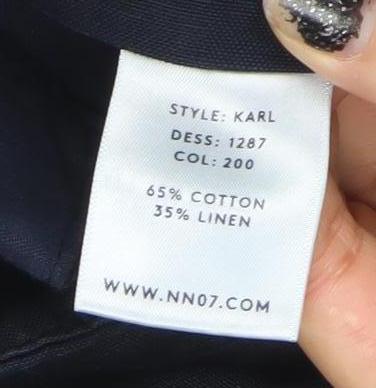 STYLE: KARL
DESS: 1287
COL: 200
65% COTTON
35% LINEN
WWW.NN07.COM